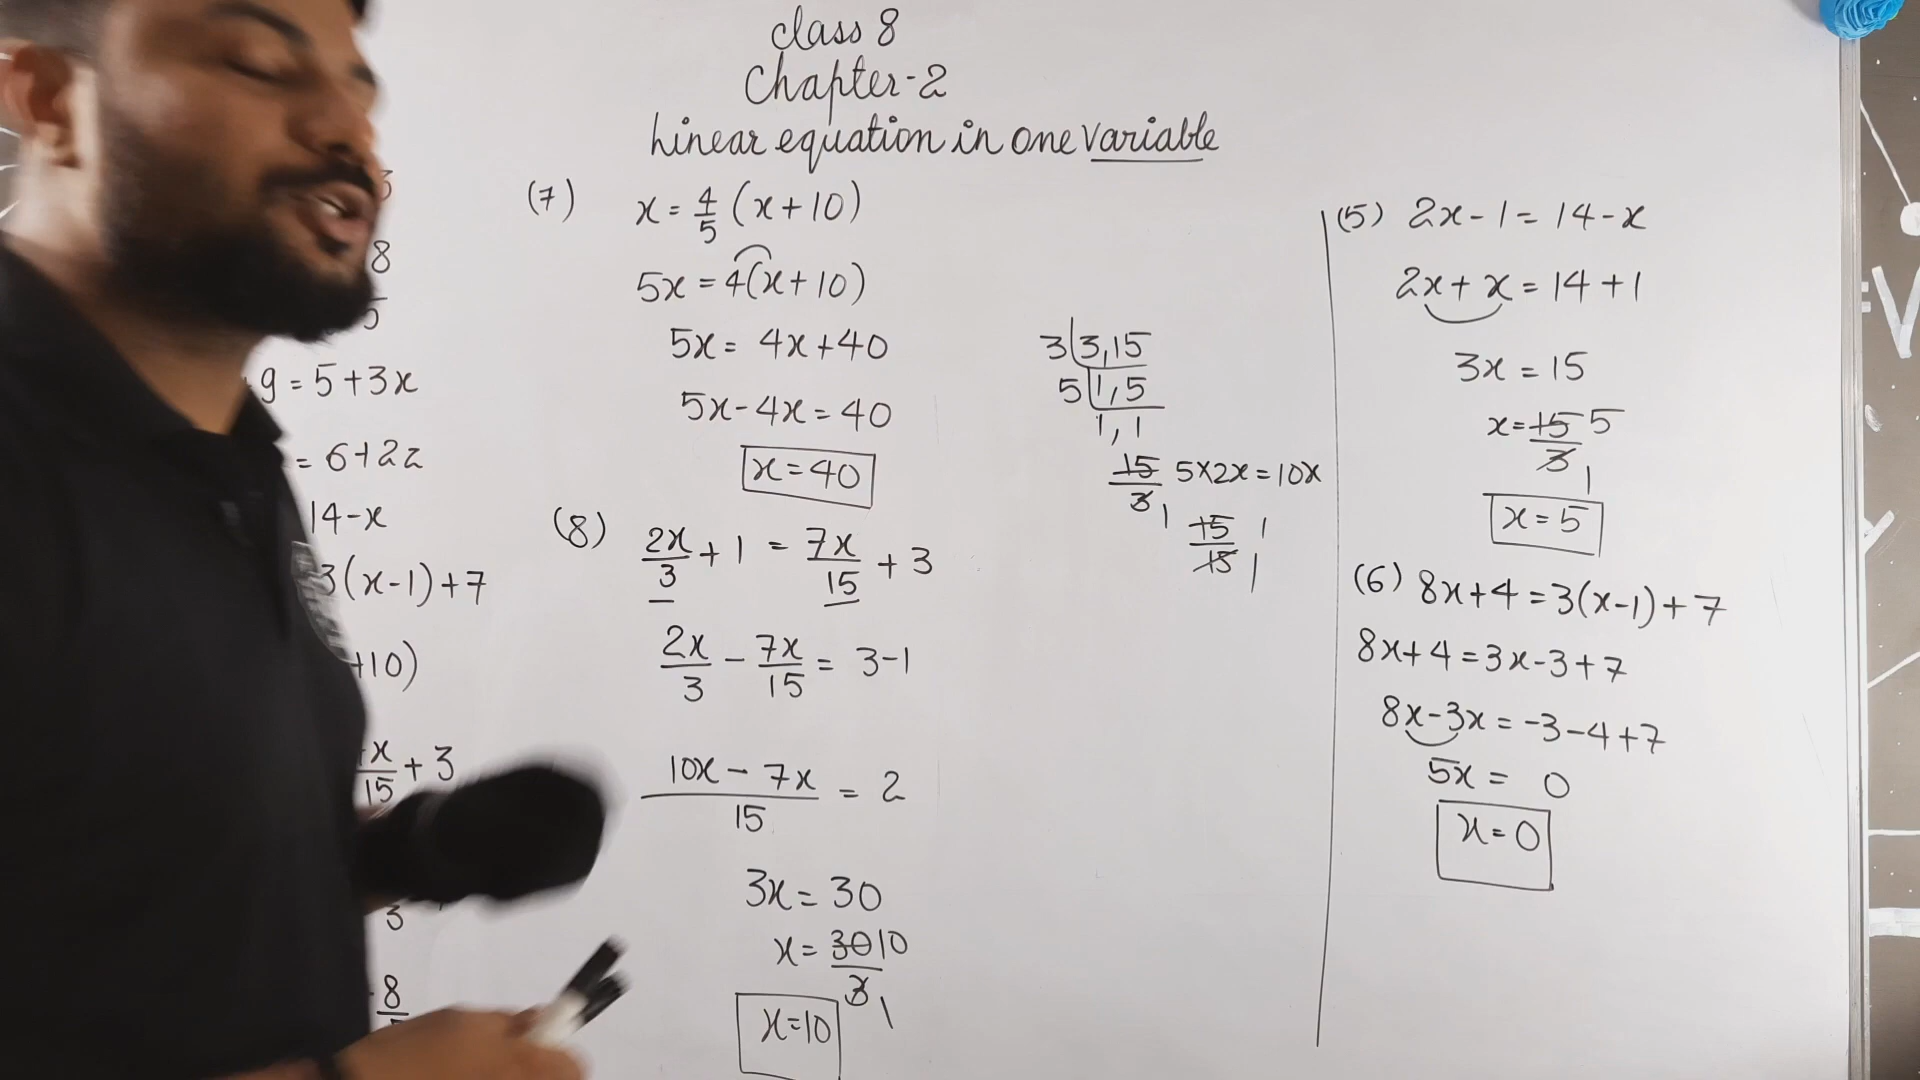 class 8
Chapter-2
Linear equation in one variable
3
8
5
9 = 5+3x
= 6+2z
14-x
3(x-1)+7
+10)
x/15 + 3
3
8
(7) x = 4/5 (x+10)
5x = 4(x+10)
5x = 4x+40
5x-4x = 40
x = 40
(8) 2x/3 + 1 = 7x/15 + 3
2x/3 - 7x/15 = 3-1
10x - 7x/15 = 2
3x = 30
x = 30/3 10 1
x=10
3 3,15
5 1,5
1,1
15/3 1 5x2x = 10x
15/15 1 1
(5) 2x-1 = 14-x
2x + x = 14 + 1
3x = 15
x = 15/3 5 1
x = 5
(6) 8x+4 = 3(x-1)+7
8x+4 = 3x-3+7
8x-3x = -3-4+7
5x = 0
x = 0